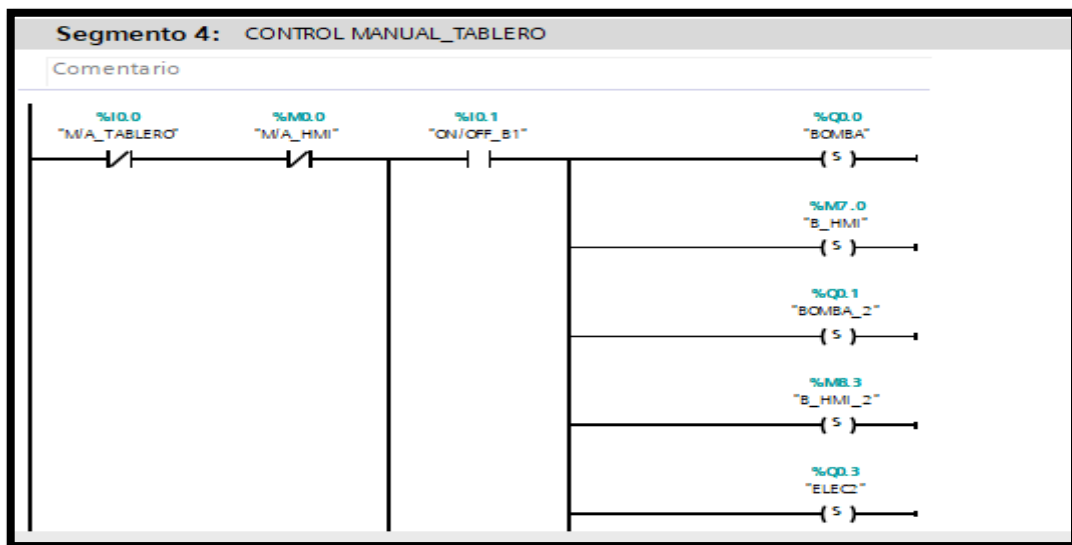 Segmento 4: CONTROL MANUAL_TABLERO
Comentario
%I0.0 %M0.0 %I0.1 %Q0.0
"M/A_TABLERO" "M/A_HMI" "ON/OFF_B1" "BOMBA"
S
%M7.0
"B_HMI"
S
%Q0.1
"BOMBA_2"
S
%M8.3
"B_HMI_2"
S
%Q0.3
"ELEC2"
S